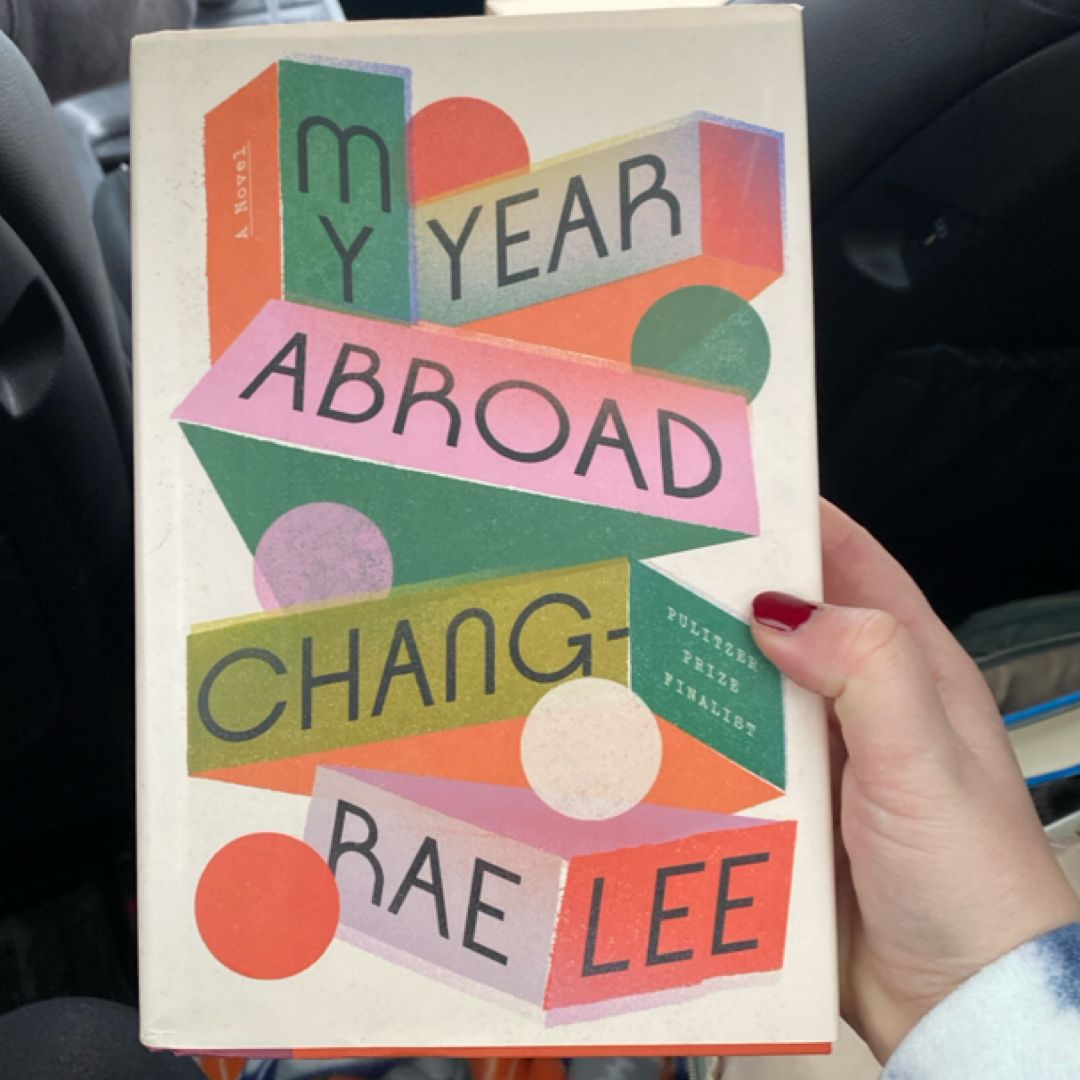 A Novel
MY
YEAR
ABROAD
CHANG-
PULITZER
PRIZE
FINALIST
RAE
LEE